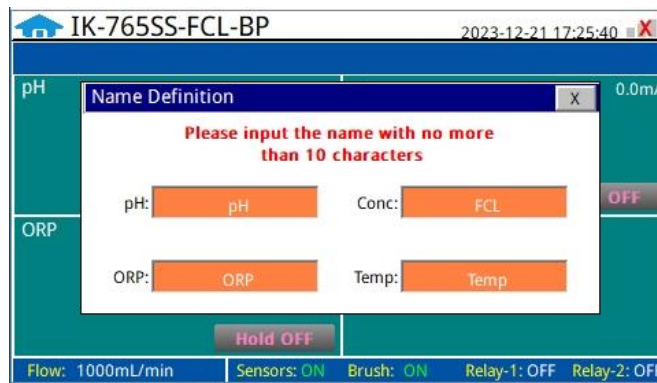 IK-765SS-FCL-BP 2023-12-21 17:25:40 X
pH 0.0m
Name Definition X
Please input the name with no more
than 10 characters
pH: pH Conc: FCL
OFF
ORP
ORP: ORP Temp: Temp
Hold OFF
Flow: 1000mL/min Sensors: ON Brush: ON Relay-1: OFF Relay-2: OF